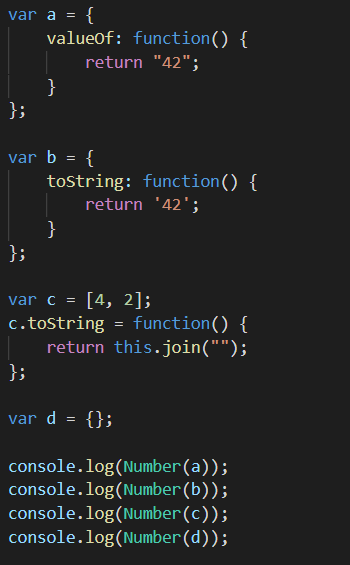 var a = {
    valueOf: function() {
        return "42";
    }
};

var b = {
    toString: function() {
        return '42';
    }
};

var c = [4, 2];
c.toString = function() {
    return this.join("");
};

var d = {};

console.log(Number(a));
console.log(Number(b));
console.log(Number(c));
console.log(Number(d));